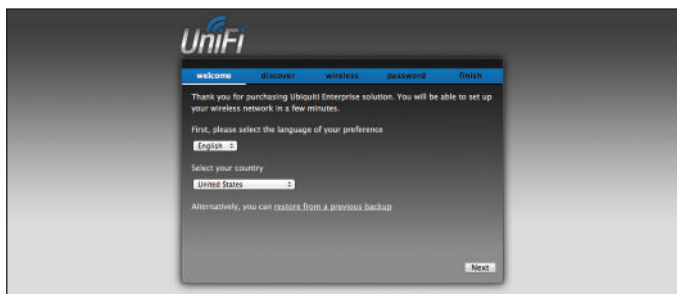 UniFi
welcome discover wireless password finish
Thank you for purchasing Ubiquiti Enterprise solution. You will be able to set up
your wireless network in a few minutes.
First, please select the language of your preference
English
Select your country
United States
Alternatively, you can restore from a previous backup
Next